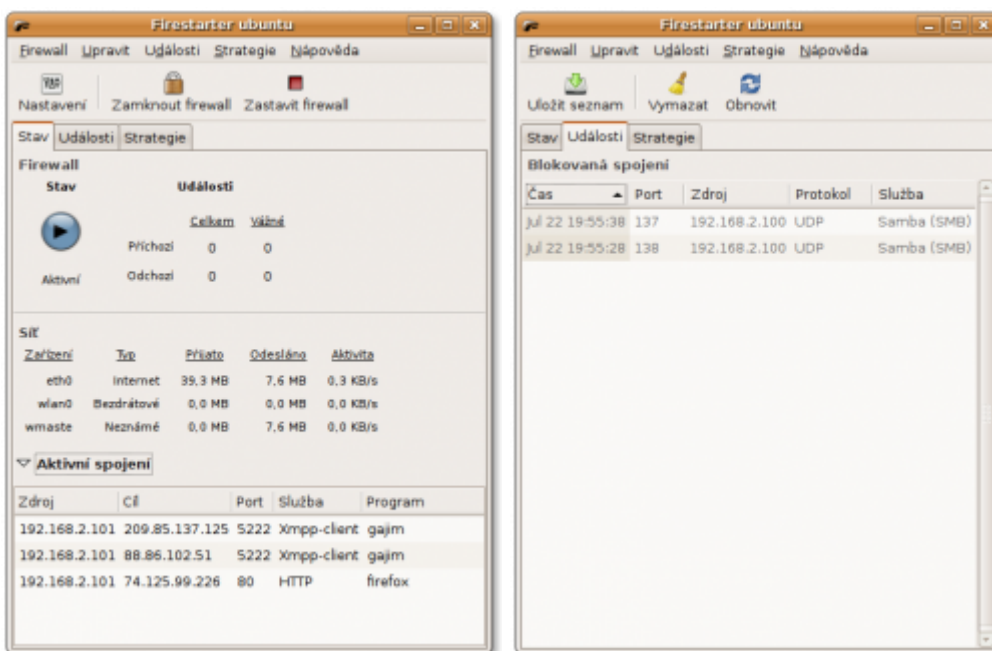 Firestarter ubuntu
Firewall Upravit Události Strategie Nápověda
Nastavení Zamknout firewall Zastavit firewall
Stav Události Strategie
Firewall
Stav Události
Celkem Vážné
Příchozí 0 0
Aktivní Odchozí 0 0
Síť
Zařízení Typ Přijato Odesláno Aktivita
eth0 Internet 39,3 MB 7,6 MB 0,3 KB/s
wlan0 Bezdrátové 0,0 MB 0,0 MB 0,0 KB/s
wmaste Neznámé 0,0 MB 7,6 MB 0,0 KB/s
Aktivní spojení
Zdroj Cíl Port Služba Program
192.168.2.101 209.85.137.125 5222 Xmpp-client gajim
192.168.2.101 88.86.102.51 5222 Xmpp-client gajim
192.168.2.101 74.125.99.226 80 HTTP firefox
Firestarter ubuntu
Firewall Upravit Události Strategie Nápověda
Uložit seznam Vymazat Obnovit
Stav Události Strategie
Blokovaná spojení
Čas Port Zdroj Protokol Služba
Jul 22 19:55:38 137 192.168.2.100 UDP Samba (SMB)
Jul 22 19:55:28 138 192.168.2.100 UDP Samba (SMB)